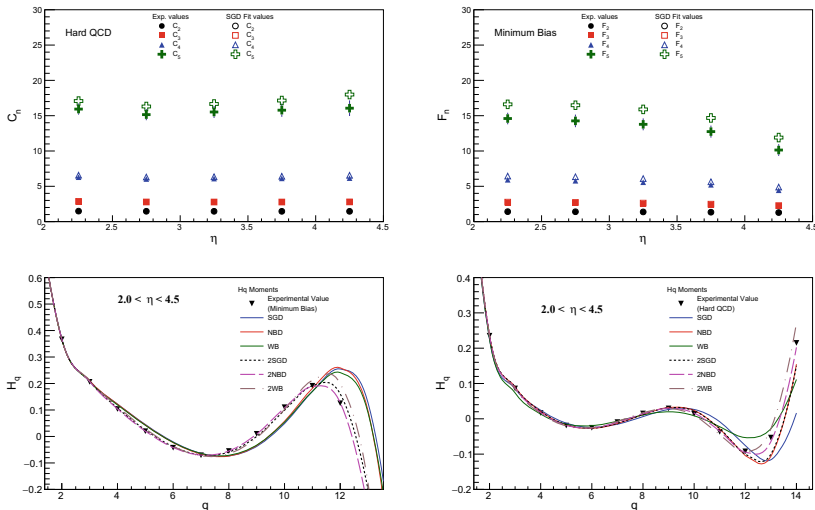 Hard QCD
Exp. values
C2
C3
C4
C5
SGD Fit values
C2
C3
C4
C5
Cn
30
25
20
15
10
5
0
2 2.5 3 3.5 4 4.5
η
Minimum Bias
Exp. values
F2
F3
F4
F5
SGD Fit values
F2
F3
F4
F5
Fn
30
25
20
15
10
5
0
2 2.5 3 3.5 4 4.5
η
2.0 < η < 4.5
Hq Moments
Experimental Value
(Minimum Bias)
SGD
NBD
WB
2SGD
2NBD
2WB
Hq
0.6
0.5
0.4
0.3
0.2
0.1
0
−0.1
−0.2
2 4 6 8 10 12
q
2.0 < η < 4.5
Hq Moments
Experimental Value
(Hard QCD)
SGD
NBD
WB
2SGD
2NBD
2WB
Hq
0.4
0.3
0.2
0.1
0
−0.1
−0.2
2 4 6 8 10 12 14
q